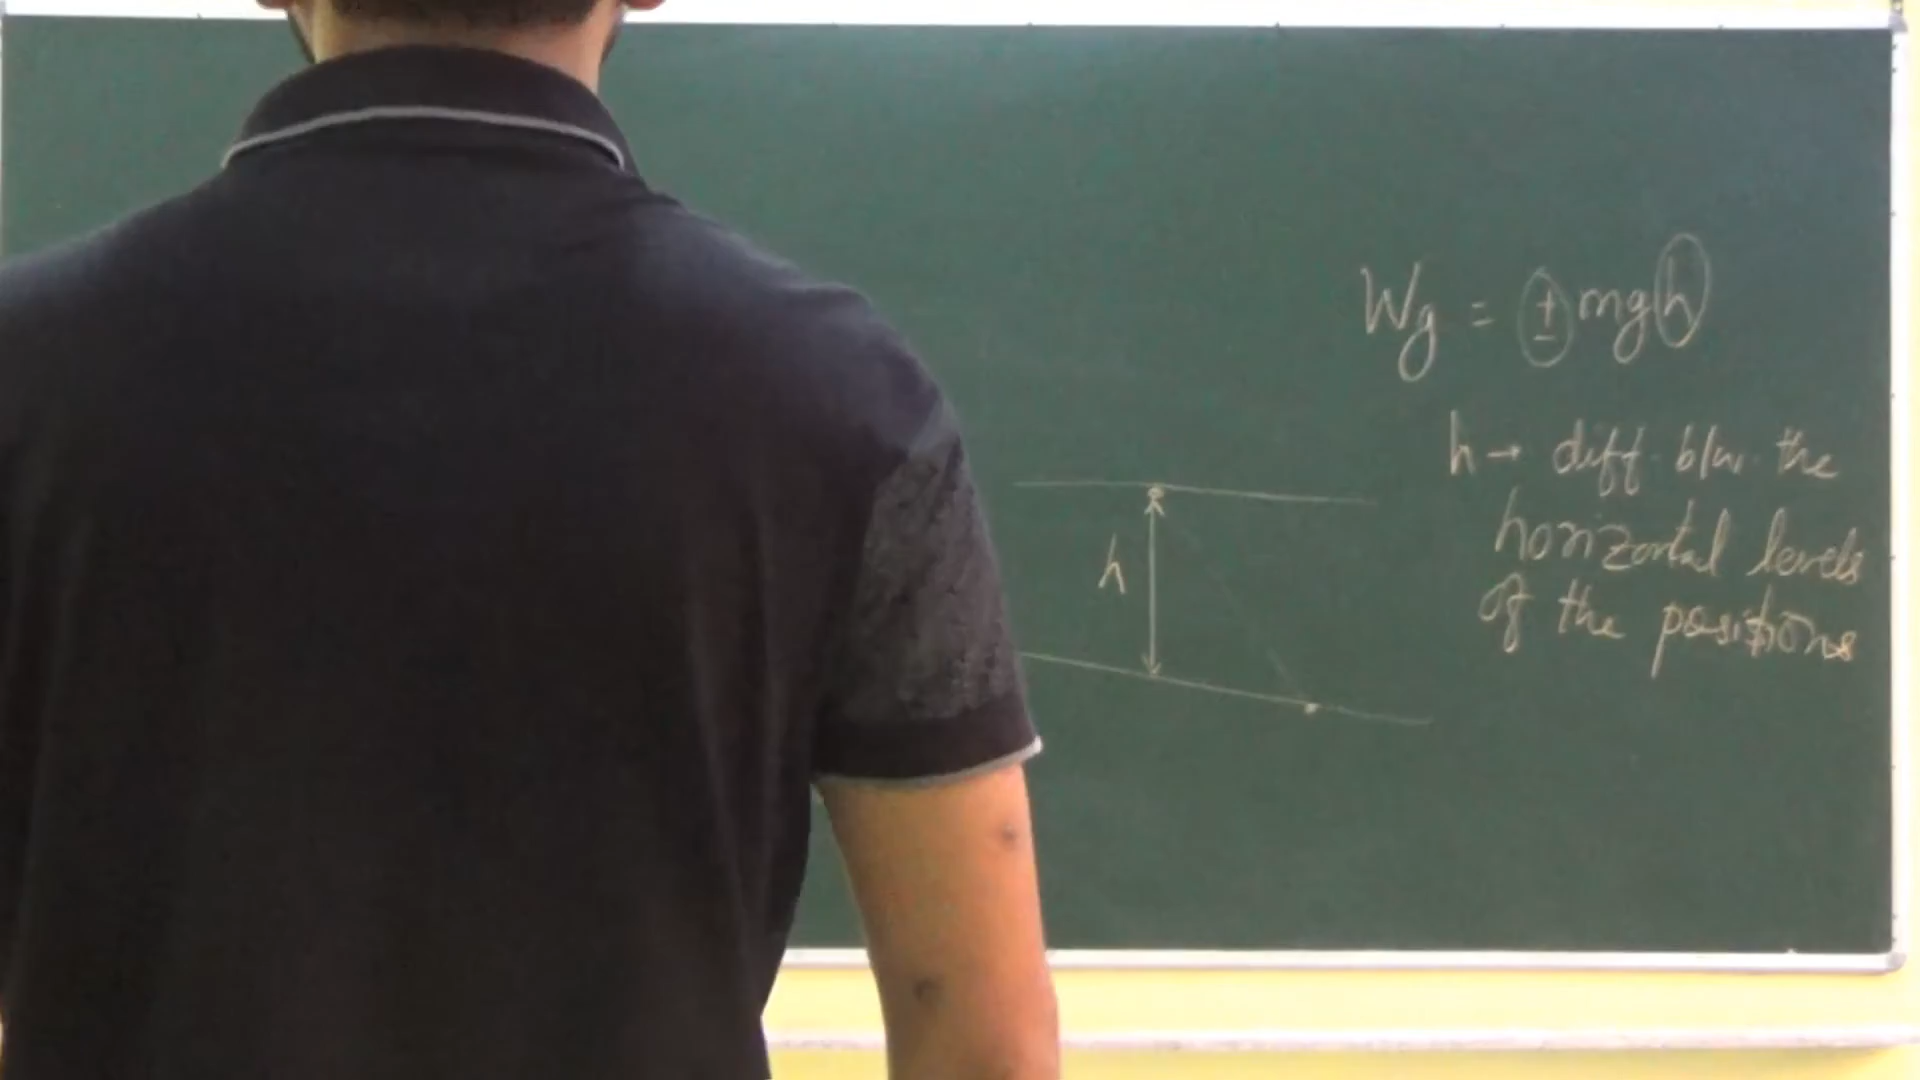 Wg = ± mgh
h → diff. b/w. the
h
horizontal levels
of the positions